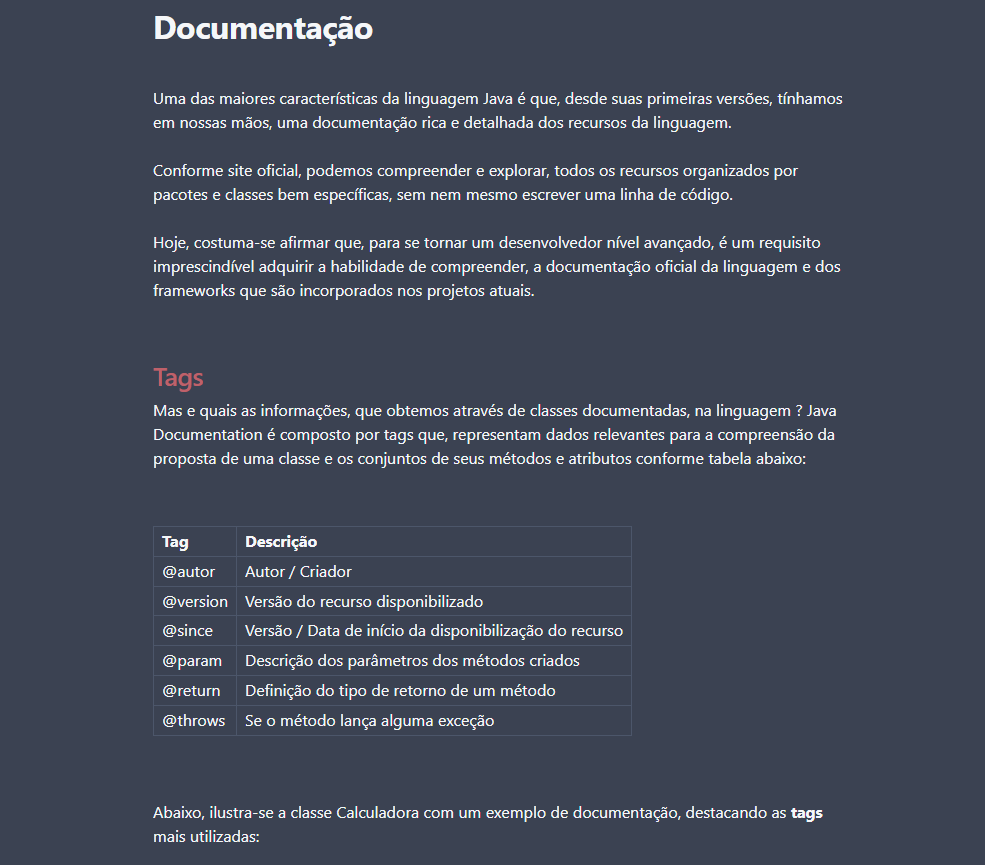 Documentação
Uma das maiores características da linguagem Java é que, desde suas primeiras versões, tínhamos
em nossas mãos, uma documentação rica e detalhada dos recursos da linguagem.
Conforme site oficial, podemos compreender e explorar, todos os recursos organizados por
pacotes e classes bem específicas, sem nem mesmo escrever uma linha de código.
Hoje, costuma-se afirmar que, para se tornar um desenvolvedor nível avançado, é um requisito
imprescindível adquirir a habilidade de compreender, a documentação oficial da linguagem e dos
frameworks que são incorporados nos projetos atuais.
Tags
Mas e quais as informações, que obtemos através de classes documentadas, na linguagem ? Java
Documentation é composto por tags que, representam dados relevantes para a compreensão da
proposta de uma classe e os conjuntos de seus métodos e atributos conforme tabela abaixo:
Tag Descrição
@autor Autor / Criador
@version Versão do recurso disponibilizado
@since Versão / Data de início da disponibilização do recurso
@param Descrição dos parâmetros dos métodos criados
@return Definição do tipo de retorno de um método
@throws Se o método lança alguma exceção
Abaixo, ilustra-se a classe Calculadora com um exemplo de documentação, destacando as tags
mais utilizadas: